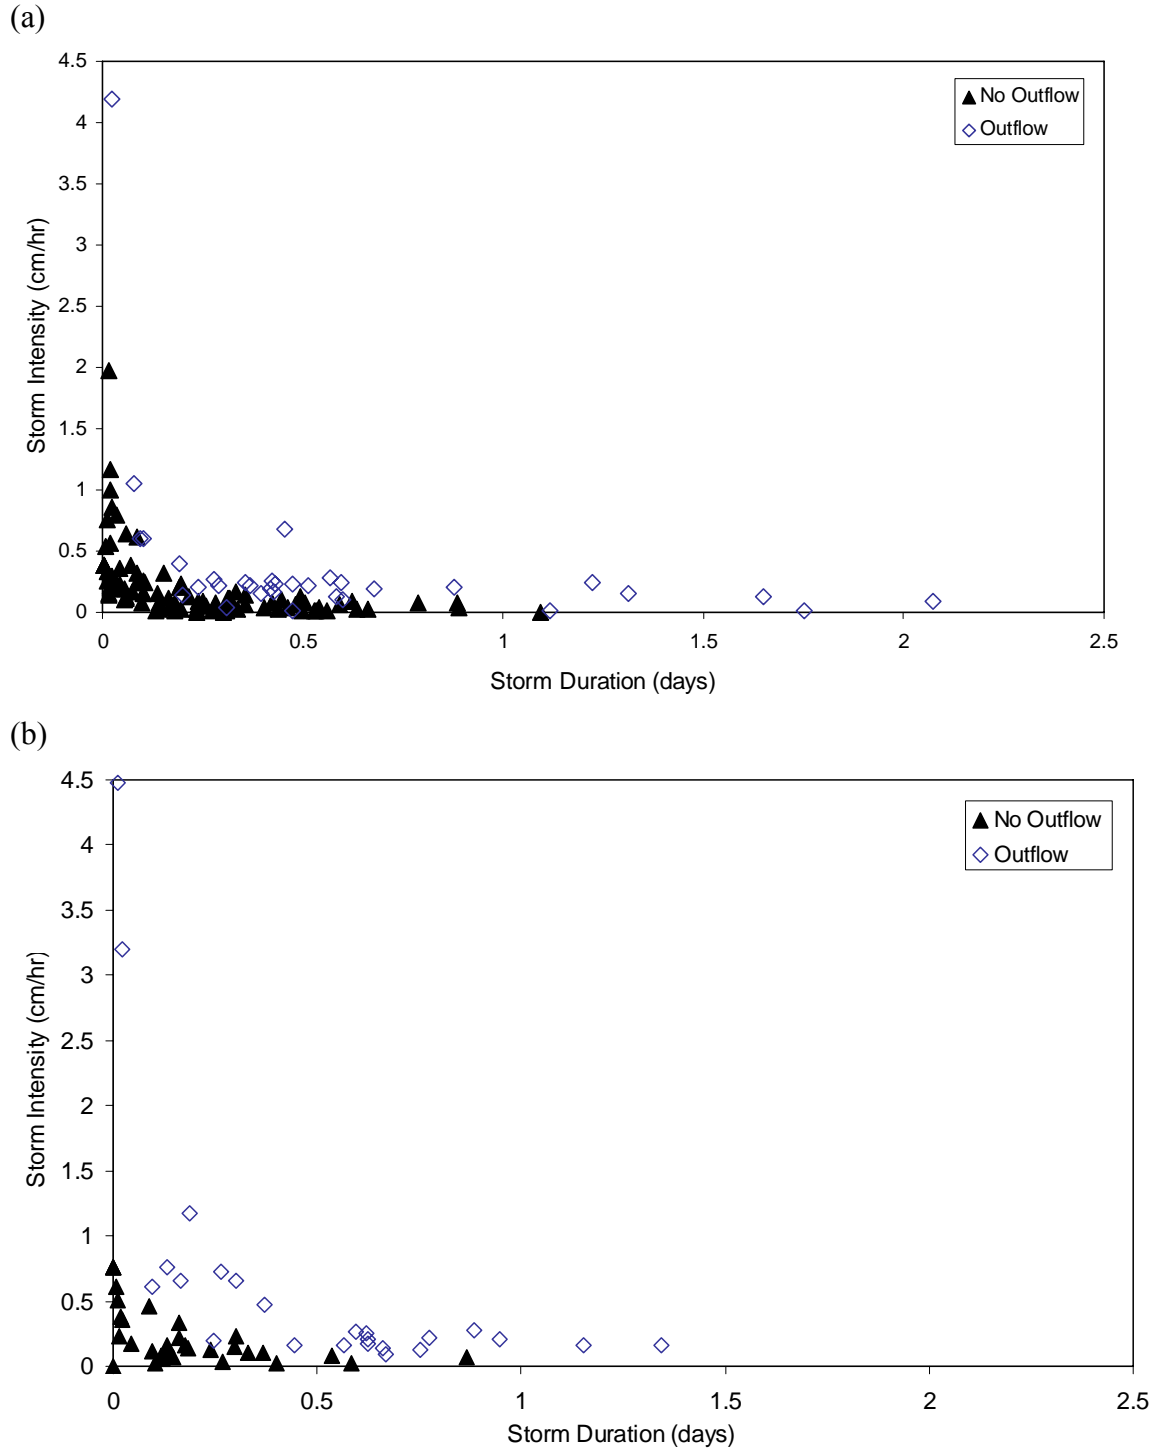 (a)
4.5
4
3.5
3
2.5
2
1.5
1
0.5
0
Storm Intensity (cm/hr)
No Outflow
Outflow
0 0.5 1 1.5 2 2.5
Storm Duration (days)
(b)
4.5
4
3.5
3
2.5
2
1.5
1
0.5
0
Storm Intensity (cm/hr)
No Outflow
Outflow
0 0.5 1 1.5 2 2.5
Storm Duration (days)